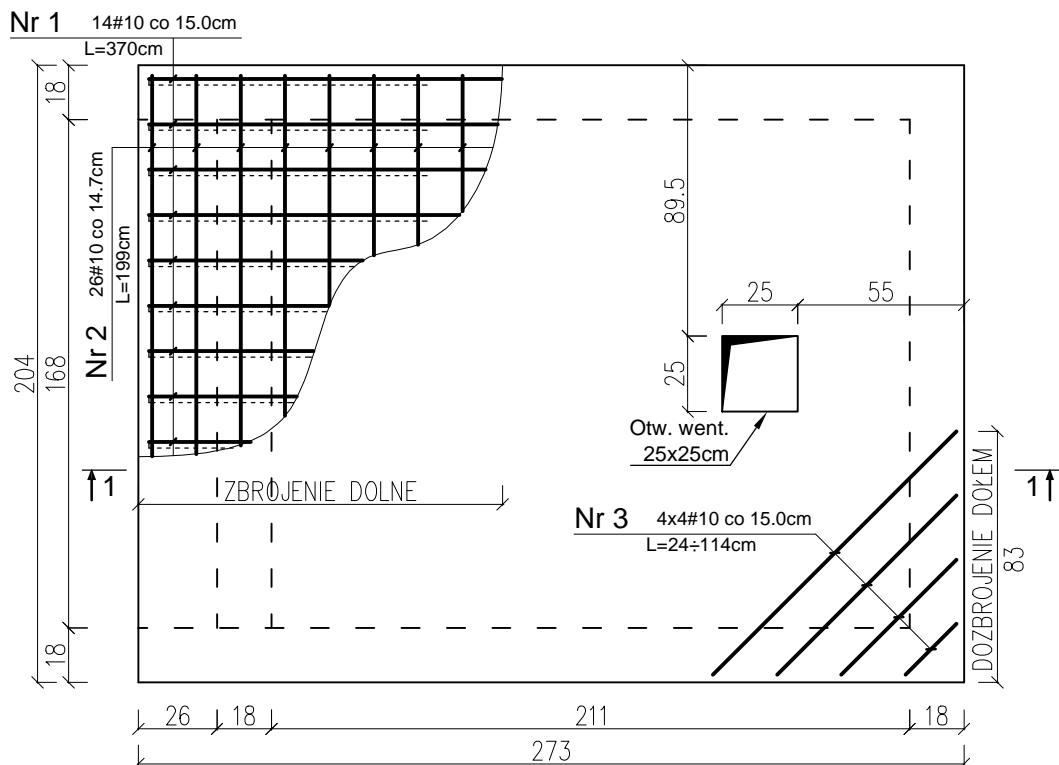 Nr 1 14#10 co 15.0cm
L=370cm
18
204
168
18
26#10 co 14.7cm
L=199cm
Nr 2
89.5
25
25
55
Otw. went.
25x25cm
1
1
ZBROJENIE DOLNE
Nr 3 4x4#10 co 15.0cm
L=24÷114cm
DOZBROJENIE DOŁEM
83
26
18
211
18
273